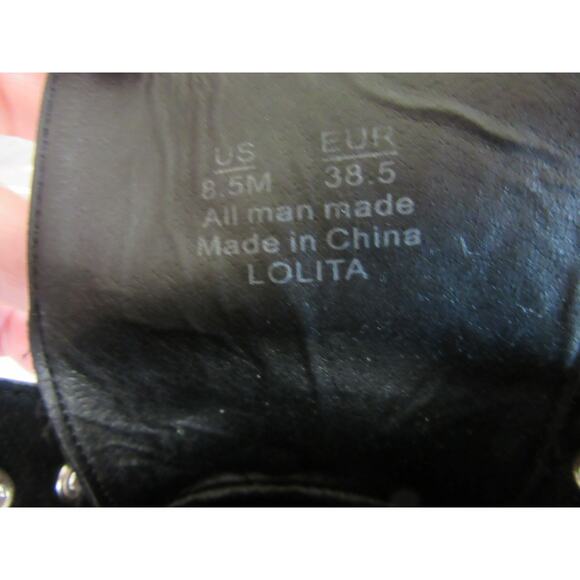 US EUR
8.5M 38.5
All man made
Made in China
LOLITA